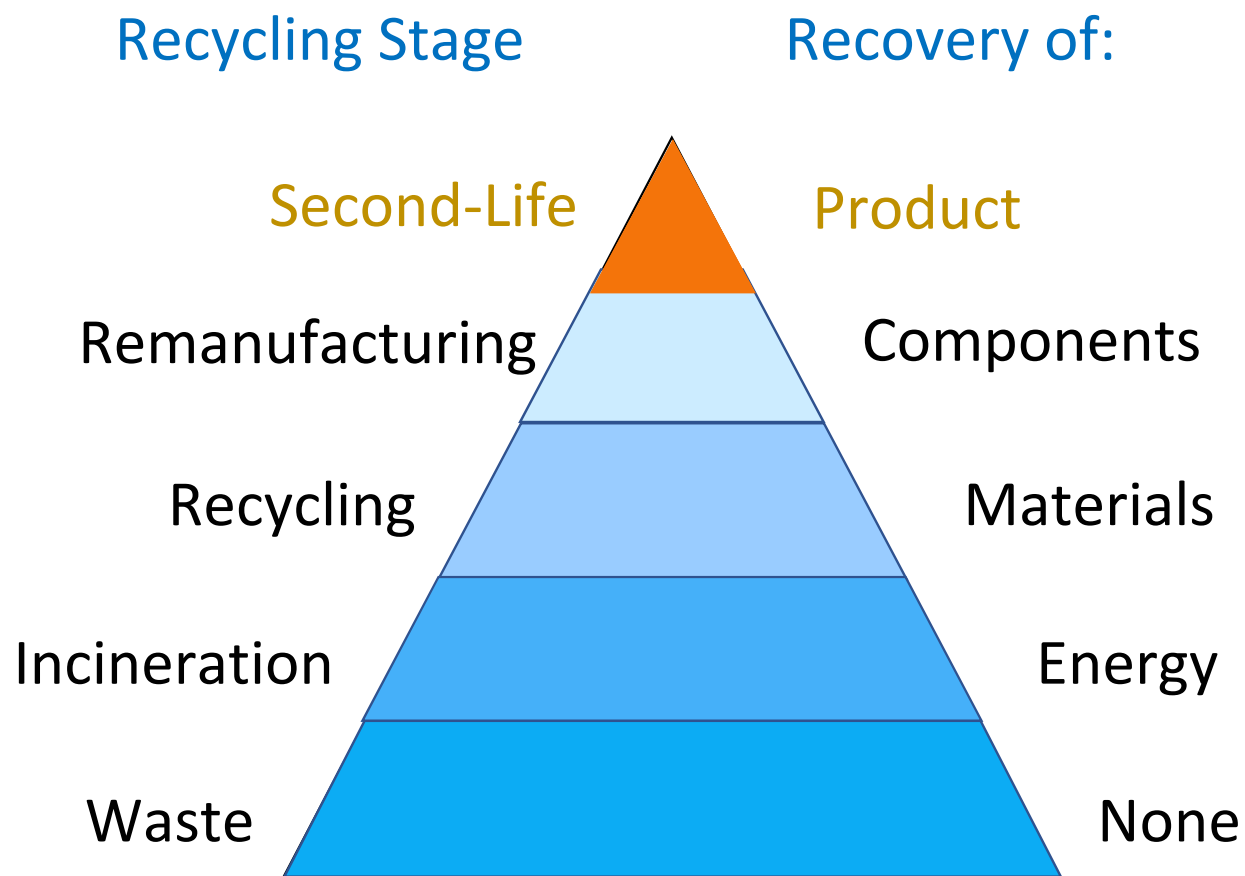 Recycling Stage
Recovery of:
Second-Life
Product
Remanufacturing
Components
Recycling
Materials
Incineration
Energy
Waste
None